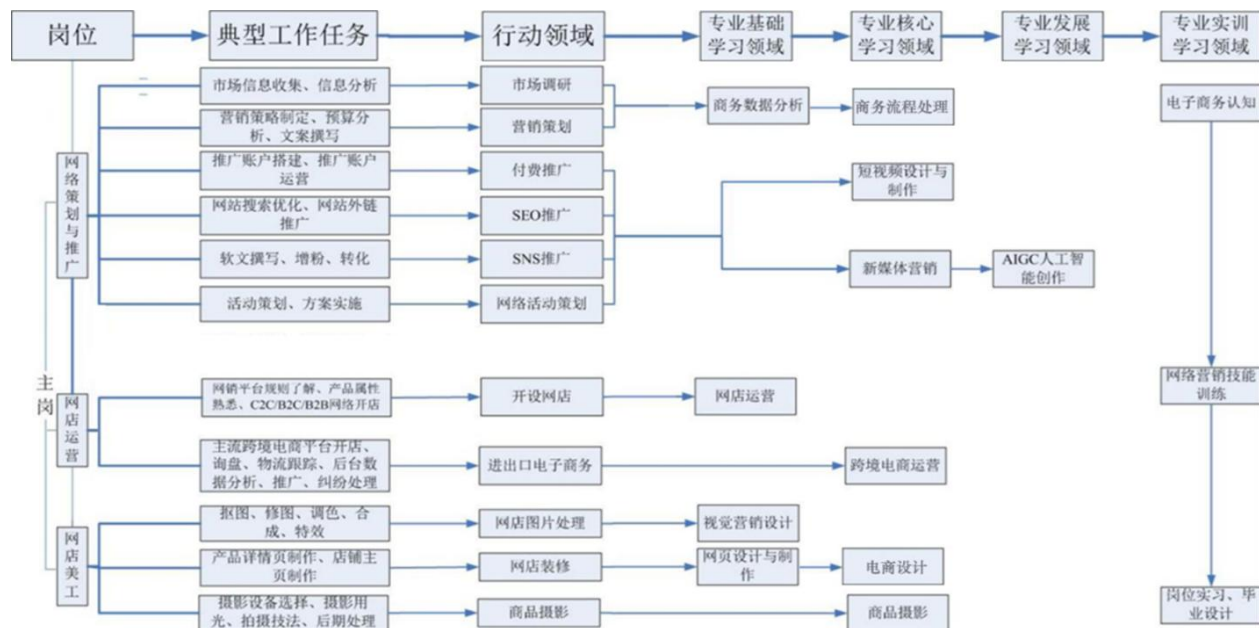 岗位
典型工作任务
行动领域
专业基础
学习领域
专业核心
学习领域
专业发展
学习领域
专业实训
学习领域
主岗
网络策划与推广
市场信息收集、信息分析
市场调研
营销策略制定、预算分
析、文案撰写
营销策划
商务数据分析
商务流程处理
电子商务认知
推广账户搭建、推广账户
运营
付费推广
短视频设计与
制作
网站搜索优化、网站外链
推广
SEO推广
软文撰写、增粉、转化
SNS推广
新媒体营销
AIGC人工智
能创作
活动策划、方案实施
网络活动策划
网店运营
网销平台规则了解、产品属性
熟悉、C2C/B2C/B2B网络开店
开设网店
网店运营
网络营销技能
训练
主流跨境电商平台开店、
询盘、物流跟踪、后台数
据分析、推广、纠纷处理
进出口电子商务
跨境电商运营
网店美工
抠图、修图、调色、合
成、特效
网店图片处理
视觉营销设计
产品详情页制作、店铺主
页制作
网店装修
网页设计与制
作
电商设计
摄影设备选择、摄影用
光、拍摄技法、后期处理
商品摄影
商品摄影
岗位实习、毕
业设计